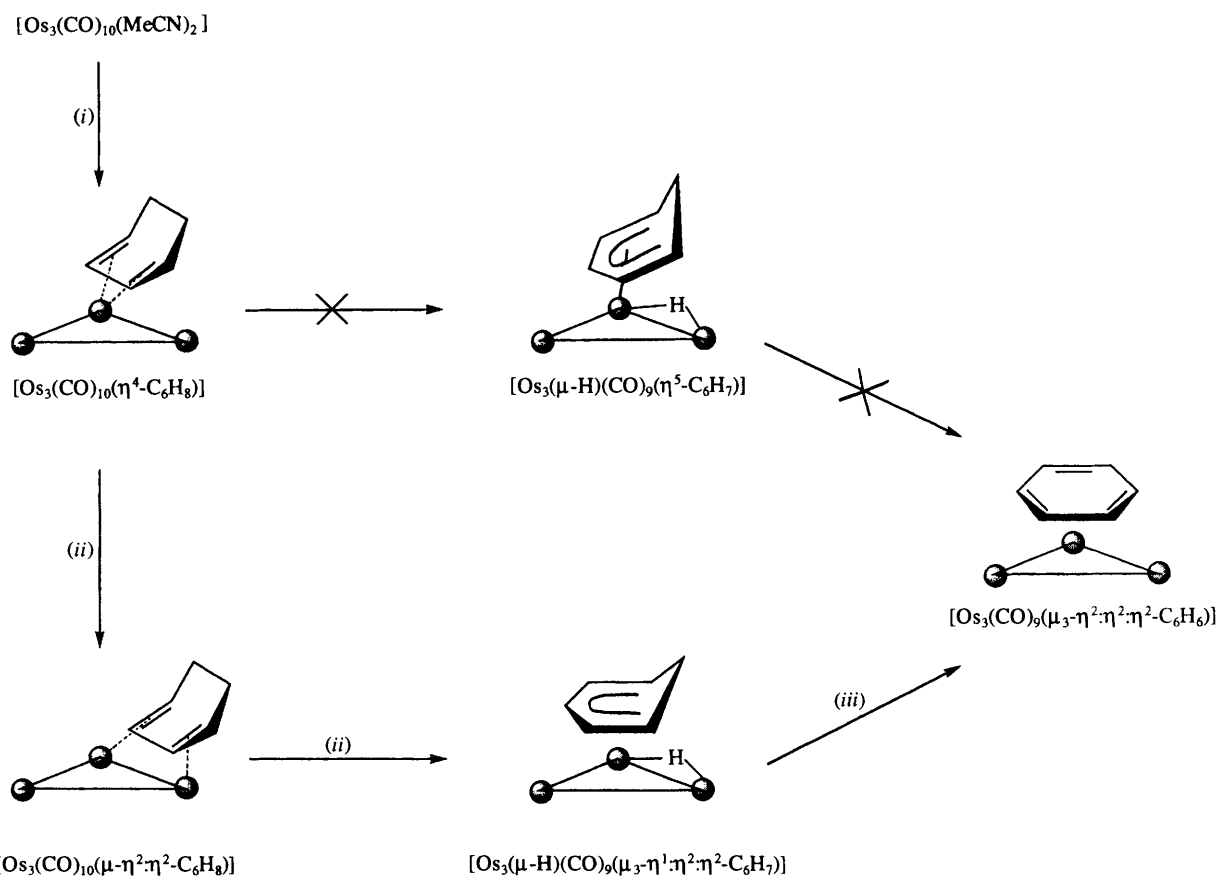 [Os₃(CO)₁₀(MeCN)₂]
(i)
H
[Os₃(CO)₁₀(η⁴-C₆H₈)]
[Os₃(μ-H)(CO)₉(η⁵-C₆H₇)]
(ii)
[Os₃(CO)₉(μ₃-η²:η²:η²-C₆H₆)]
(iii)
(ii)
H
[Os₃(CO)₁₀(μ-η²:η²-C₆H₈)]
[Os₃(μ-H)(CO)₉(μ₃-η¹:η²:η²-C₆H₇)]